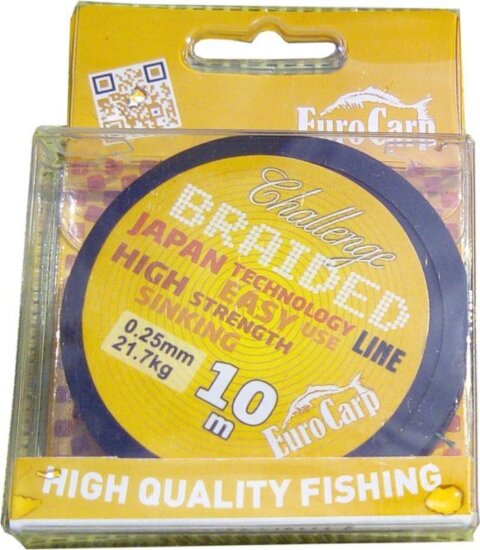 EuroCarp
Challenge
BRAIDED
LINE
JAPAN TECHNOLOGY
EASY USE
HIGH STRENGTH
SINKING
0.25mm
21.7kg
10
m
EuroCarp
HIGH QUALITY FISHING